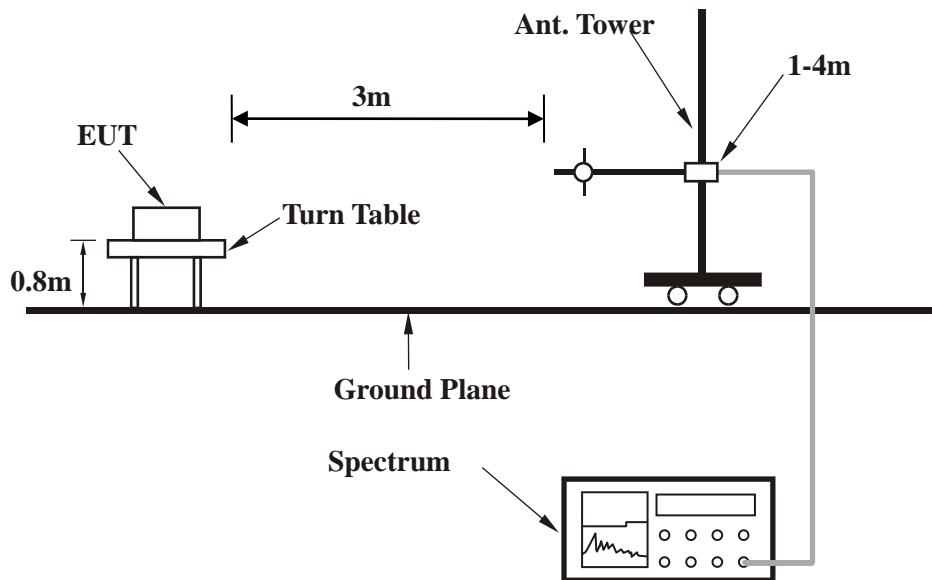 Ant. Tower
1-4m
3m
EUT
Turn Table
0.8m
Ground Plane
Spectrum